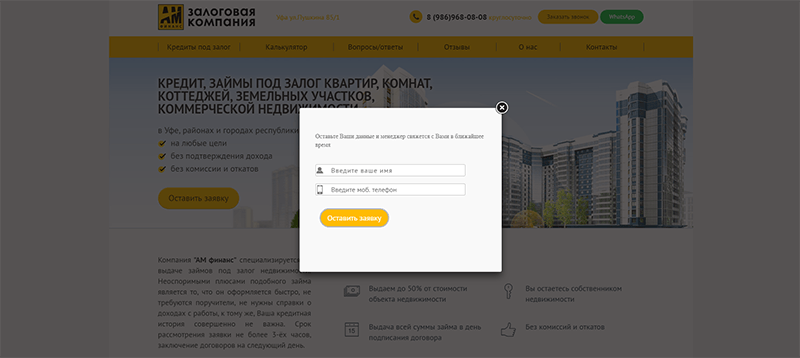 АМ ФИНАНС ЗАЛОГОВАЯ КОМПАНИЯ
Уфа ул Пушкина 85/1
8 (986)968-08-08 круглосуточно
Заказать звонок
WhatsApp
Кредиты под залог
Калькулятор
Вопросы/ответы
Отзывы
О нас
Контакты
КРЕДИТ, ЗАЙМЫ ПОД ЗАЛОГ КВАРТИР, КОМНАТ,
КОТТЕДЖЕЙ, ЗЕМЕЛЬНЫХ УЧАСТКОВ,
КОММЕРЧЕСКОЙ НЕДВИЖИМОСТИ
в Уфе, районах и городах республики
на любые цели
без подтверждения дохода
без комиссий и откатов
Оставить заявку
Оставьте Ваши данные и менеджер свяжется с Вами в ближайшее
время
Введите ваше имя
Введите моб. телефон
Оставить заявку
Компания "АМ финанс" специализируется
выдаче займов под залог недвижимо
Неоспоримыми плюсами подобного займа
является то, что он оформляется быстро, не
требуются поручители, не нужны справки о
доходах с работы, к тому же, Ваша кредитная
история совершенно не важна. Срок
рассмотрения заявки не более 3-ёх часов,
заключение договоров на следующий день.
Выдаем до 50% от стоимости
объекта недвижимости
Вы остаетесь собственником
недвижимости
15
Выдача всей суммы займа в день
подписания договора
без комиссий и откатов